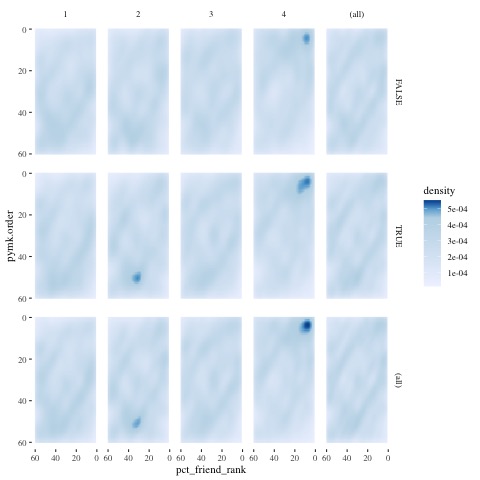 1 2 3 4 (all)
0
20
40
60
FALSE
0
20
40
60
TRUE
0
20
40
60
(all)
pymk.order
60 40 20 0 60 40 20 0 60 40 20 0 60 40 20 0 60 40 20 0
pct_friend_rank
density
5e-04
4e-04
3e-04
2e-04
1e-04